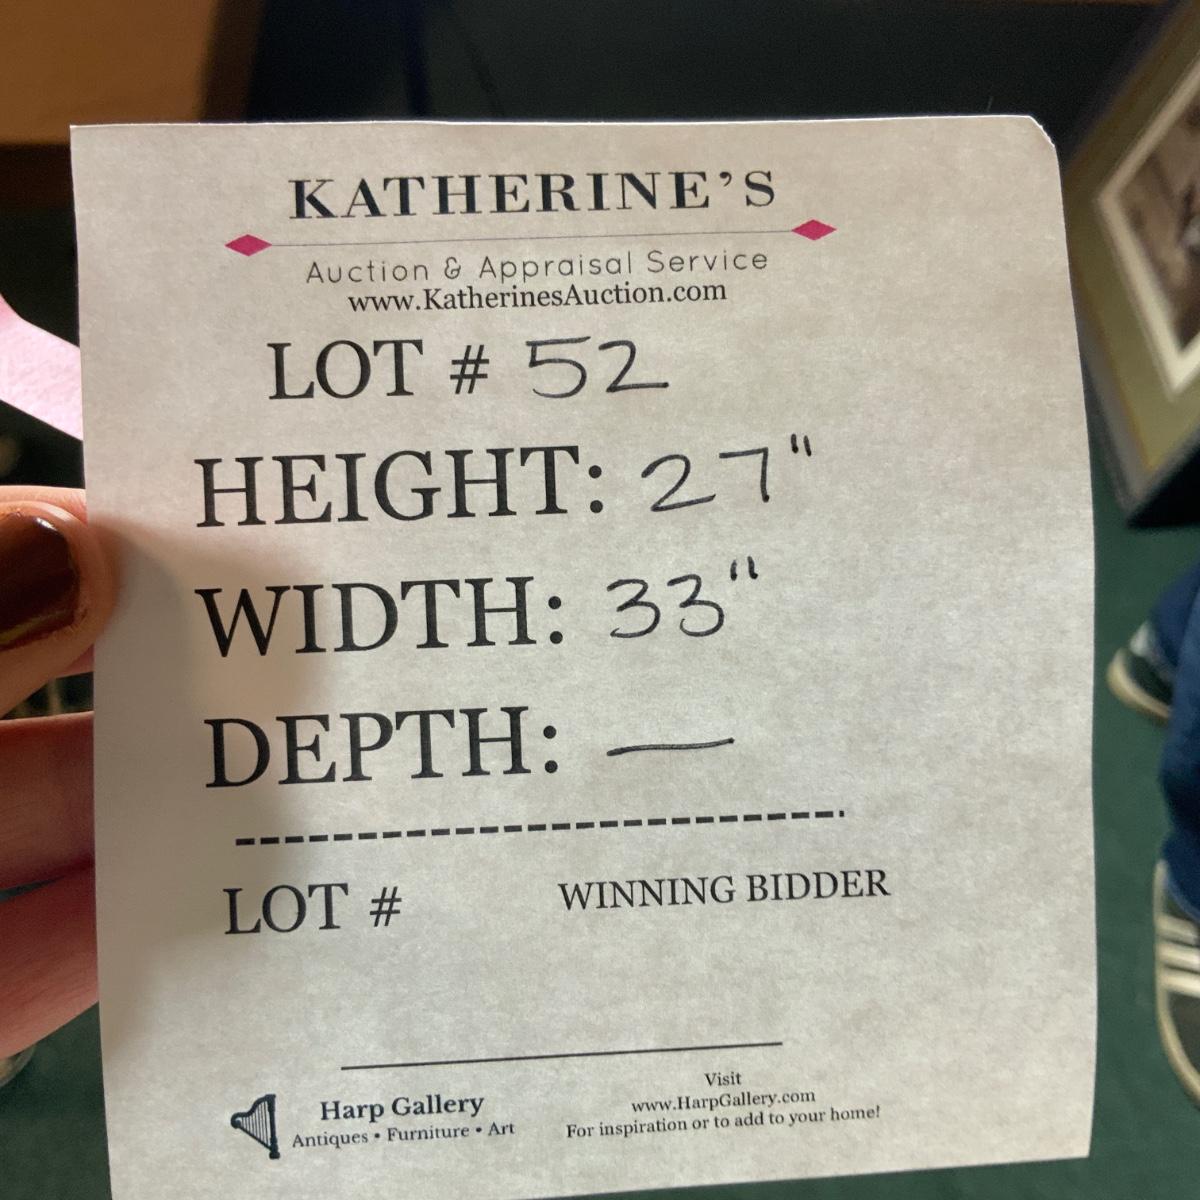 KATHERINE'S
Auction & Appraisal Service
www.KatherinesAuction.com
LOT # 52
HEIGHT: 27"
WIDTH: 33"
DEPTH: —
LOT # WINNING BIDDER
Harp Gallery
Antiques • Furniture • Art
Visit
www.HarpGallery.com
For inspiration or to add to your home!